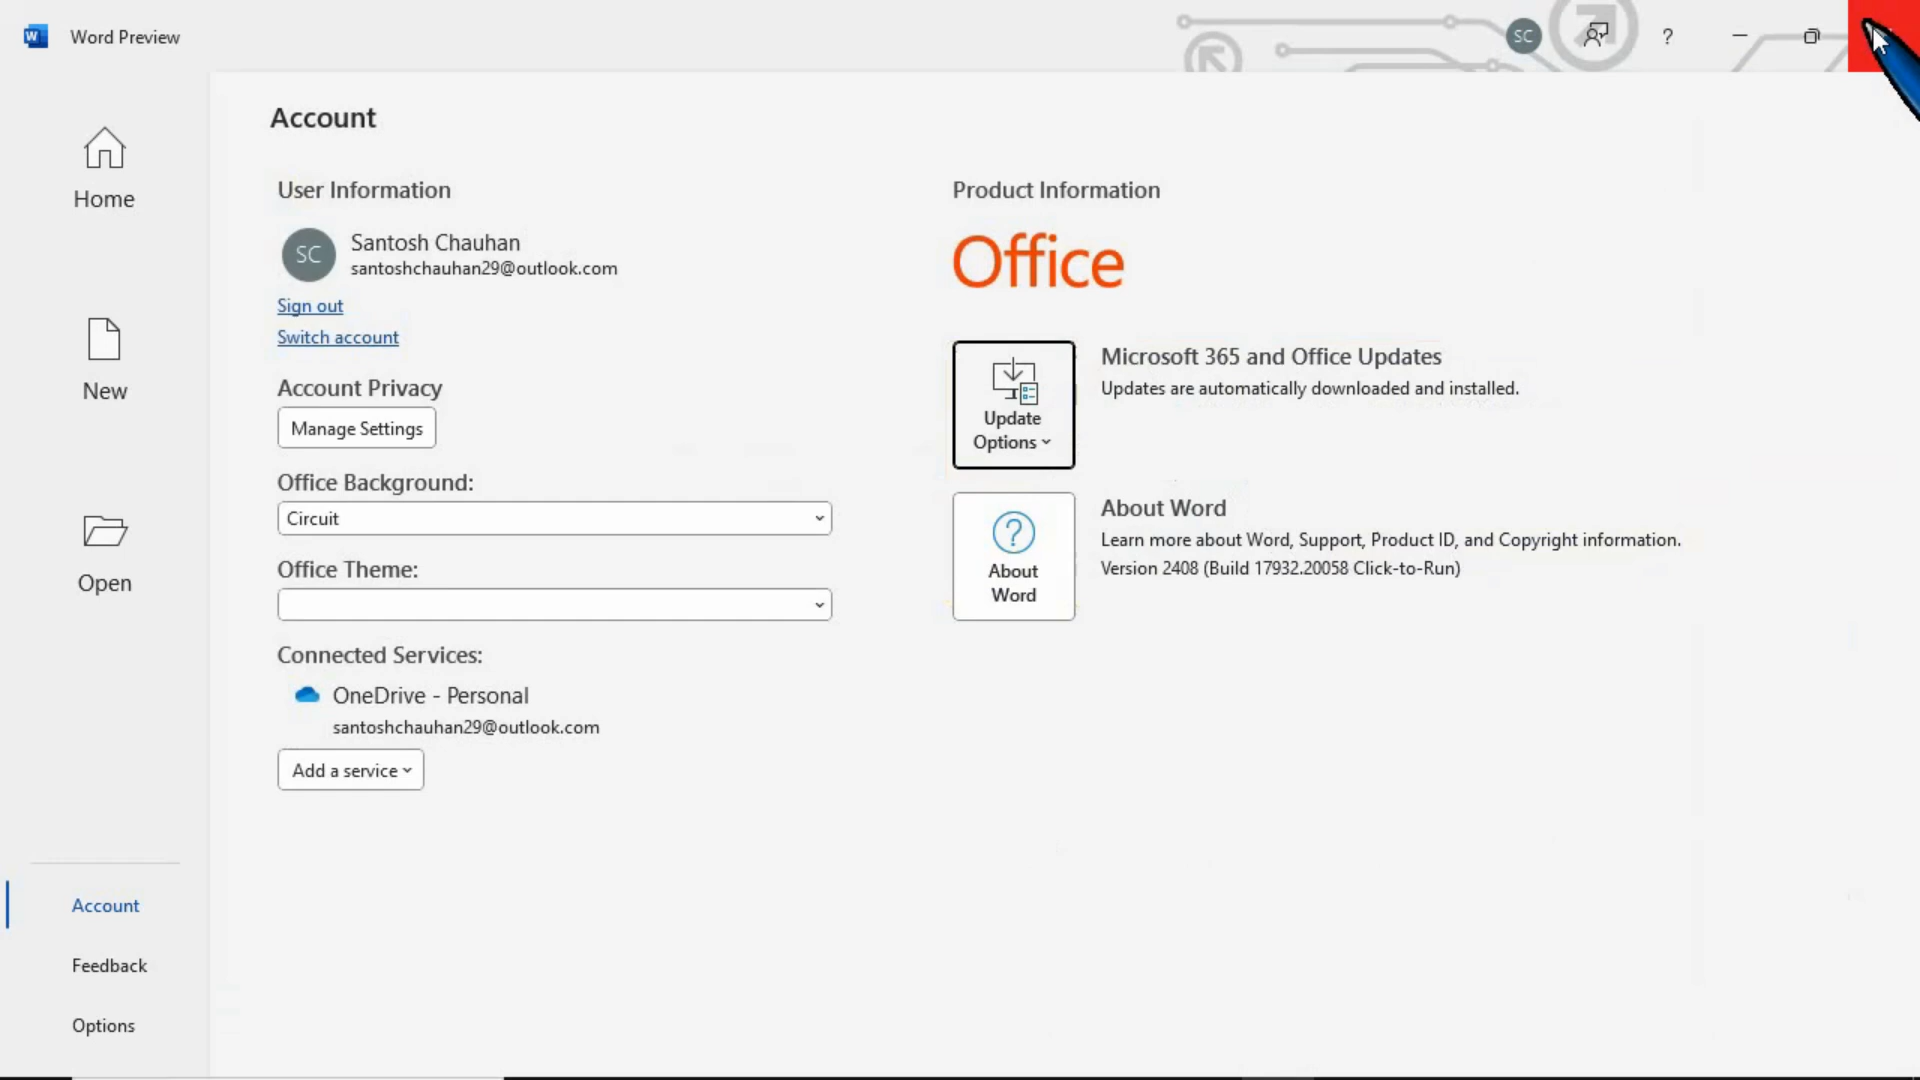 W Word Preview
SC
?
Account
Home
New
Open
Account
Feedback
Options
User Information
SC
Santosh Chauhan
santoshchauhan29@outlook.com
Sign out
Switch account
Account Privacy
Manage Settings
Office Background:
Circuit
Office Theme:
Connected Services:
OneDrive - Personal
santoshchauhan29@outlook.com
Add a service
Product Information
Office
Update
Options
Microsoft 365 and Office Updates
Updates are automatically downloaded and installed.
?
About
Word
About Word
Learn more about Word, Support, Product ID, and Copyright information.
Version 2408 (Build 17932.20058 Click-to-Run)